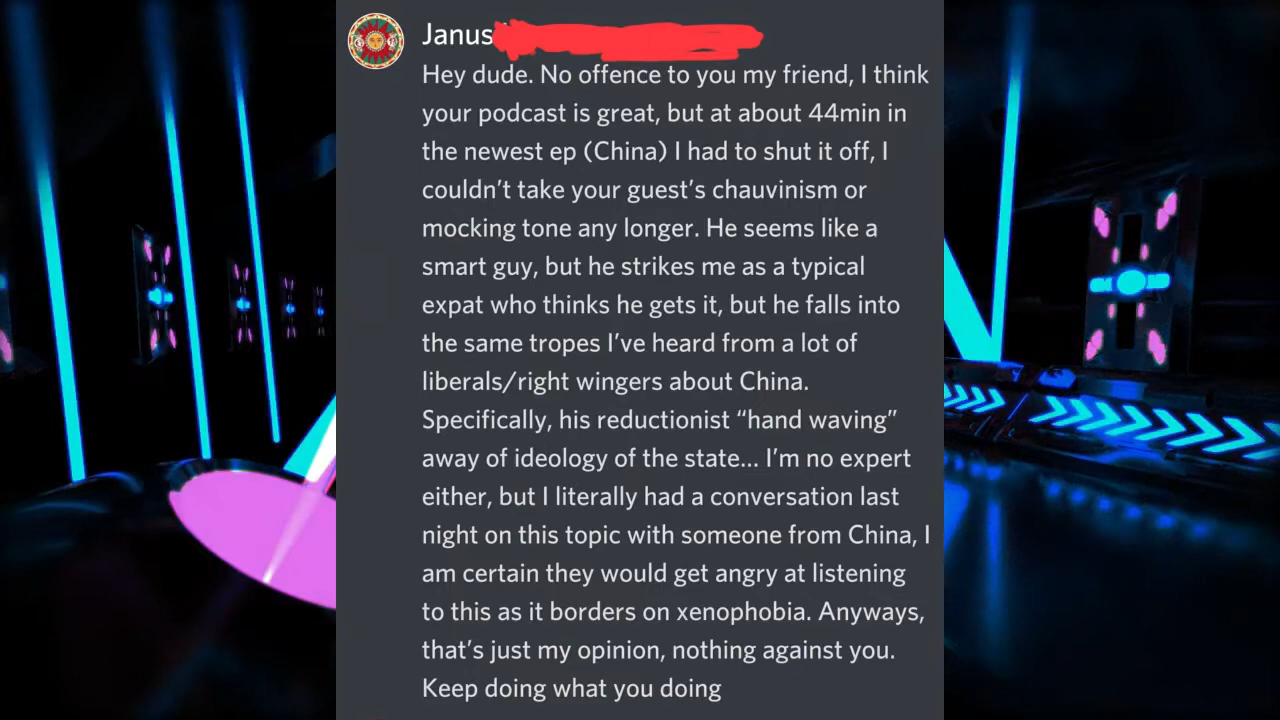 Janus
Hey dude. No offence to you my friend, I think
your podcast is great, but at about 44min in
the newest ep (China) I had to shut it off, I
couldn't take your guest's chauvinism or
mocking tone any longer. He seems like a
smart guy, but he strikes me as a typical
expat who thinks he gets it, but he falls into
the same tropes I've heard from a lot of
liberals/right wingers about China.
Specifically, his reductionist “hand waving”
away of ideology of the state... I'm no expert
either, but I literally had a conversation last
night on this topic with someone from China, I
am certain they would get angry at listening
to this as it borders on xenophobia. Anyways,
that's just my opinion, nothing against you.
Keep doing what you doing